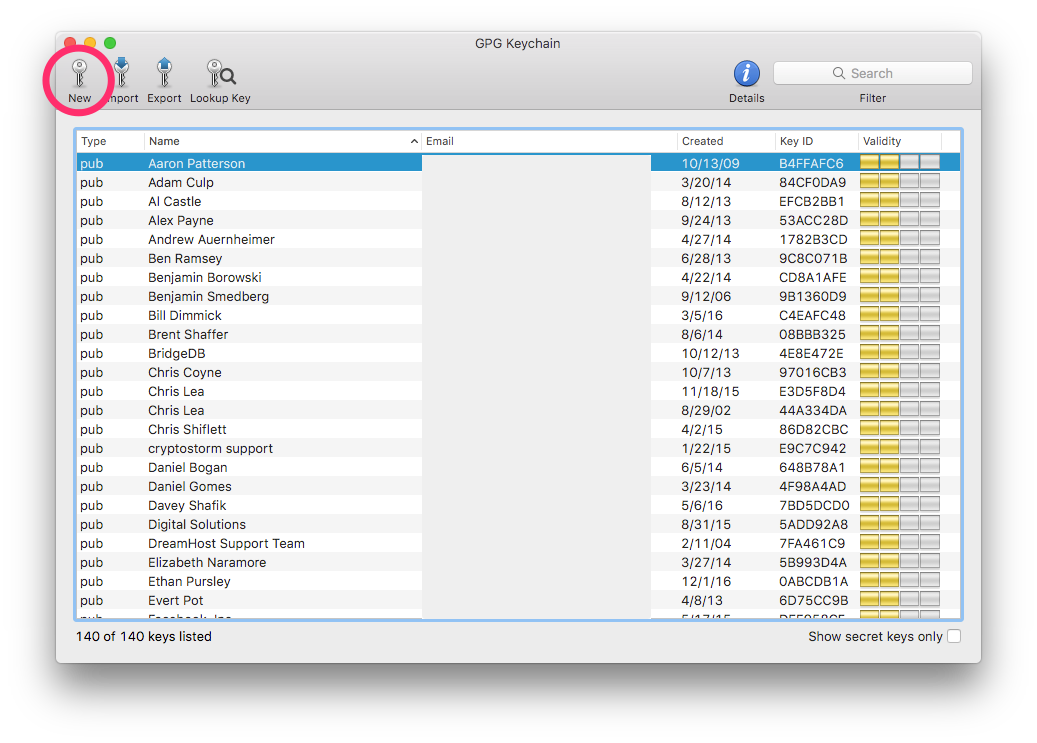 GPG Keychain
New Import Export Lookup Key Details Search Filter
Type Name Email Created Key ID Validity
pub Aaron Patterson 10/13/09 B4FFAFC6
pub Adam Culp 3/20/14 84CF0DA9
pub Al Castle 8/12/13 EFCB2BB1
pub Alex Payne 9/24/13 53ACC28D
pub Andrew Auernheimer 4/27/14 1782B3CD
pub Ben Ramsey 6/28/13 9C8C071B
pub Benjamin Borowski 4/22/14 CD8A1AFE
pub Benjamin Smedberg 9/12/06 9B1360D9
pub Bill Dimmick 3/5/16 C4EAFC48
pub Brent Shaffer 8/6/14 08BBB325
pub BridgeDB 10/12/13 4E8E472E
pub Chris Coyne 10/7/13 97016CB3
pub Chris Lea 11/18/15 E3D5F8D4
pub Chris Lea 8/29/02 44A334DA
pub Chris Shiflett 4/2/15 86D82CBC
pub cryptostorm support 1/22/15 E9C7C942
pub Daniel Bogan 6/5/14 648B78A1
pub Daniel Gomes 3/23/14 4F98A4AD
pub Davey Shafik 5/6/16 7BD5DCD0
pub Digital Solutions 8/31/15 5ADD92A8
pub DreamHost Support Team 2/11/04 7FA461C9
pub Elizabeth Naramore 3/27/14 5B993D4A
pub Ethan Pursley 12/1/16 0ABCDB1A
pub Evert Pot 4/8/13 6D75CC9B
140 of 140 keys listed Show secret keys only